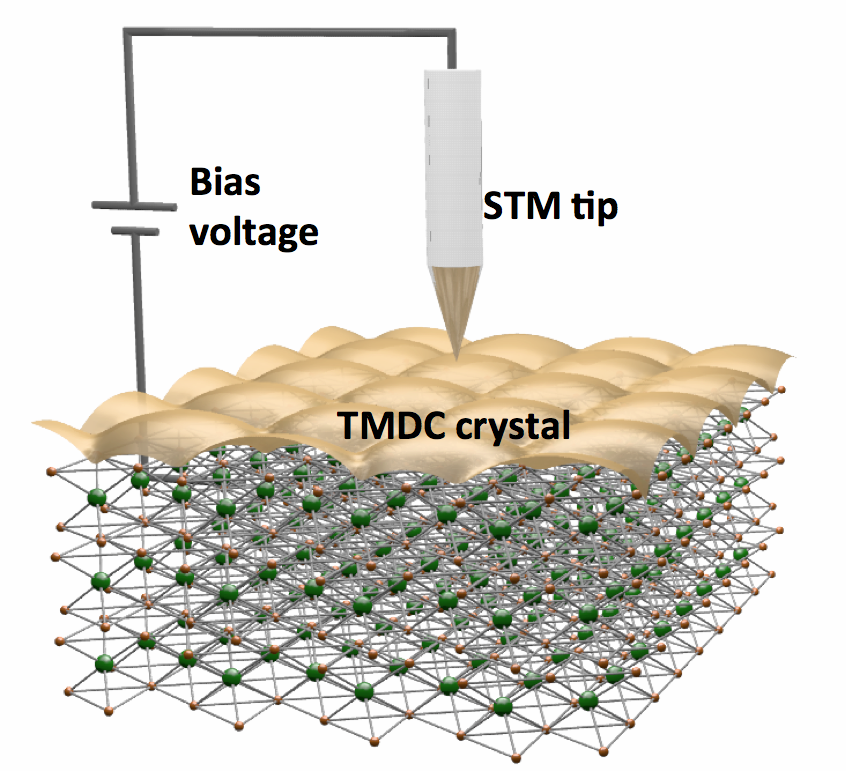 Bias
voltage
STM tip
TMDC crystal